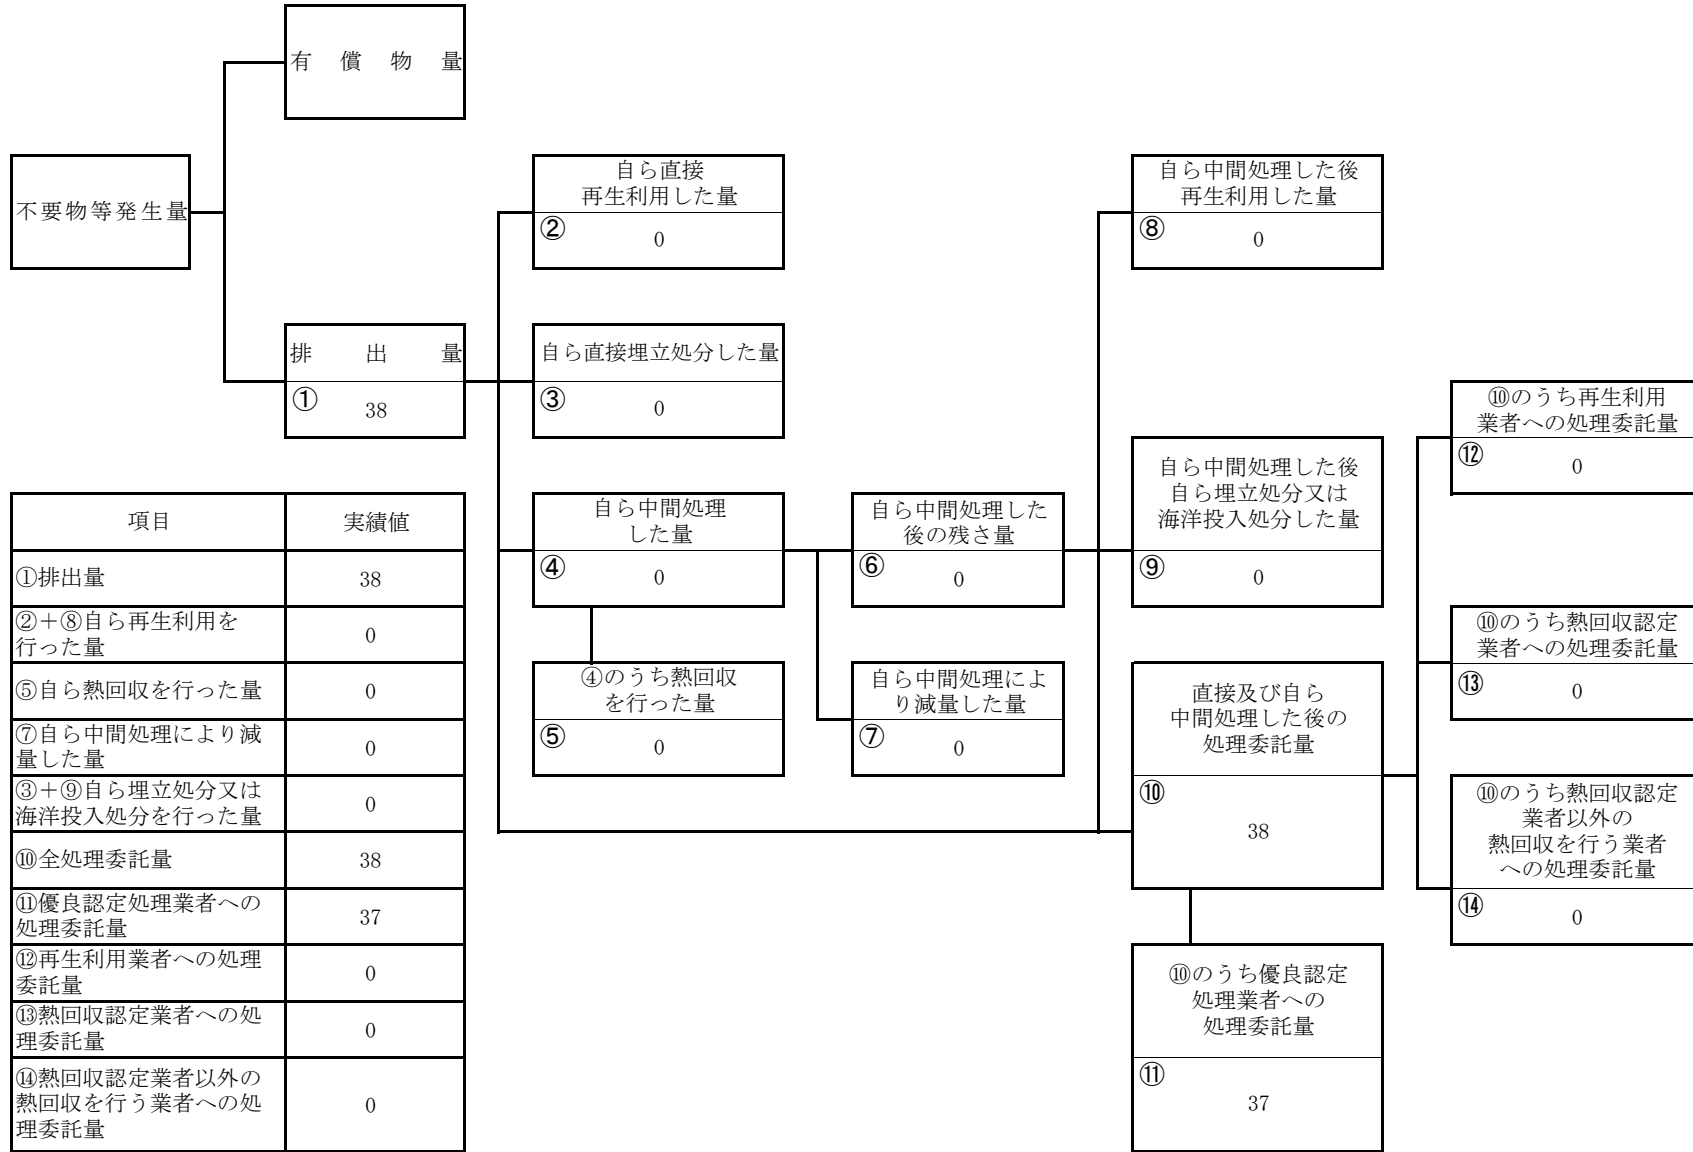 有償物量
不要物等発生量
自ら直接
再生利用した量
② 0
自ら中間処理した後
再生利用した量
⑧ 0
排出量
① 38
自ら直接埋立処分した量
③ 0
自ら中間処理
した量
④ 0
自ら中間処理した
後の残さ量
⑥ 0
自ら中間処理した後
自ら埋立処分又は
海洋投入処分した量
⑨ 0
⑩のうち再生利用
業者への処理委託量
⑫ 0
④のうち熱回収
を行った量
⑤ 0
自ら中間処理によ
り減量した量
⑦ 0
直接及び自ら
中間処理した後の
処理委託量
⑩
38
⑩のうち熱回収認定
業者への処理委託量
⑬ 0
⑩のうち熱回収認定
業者以外の
熱回収を行う業者
への処理委託量
⑭ 0
⑩のうち優良認定
処理業者への
処理委託量
⑪
37
項目 実績値
①排出量 38
②＋⑧自ら再生利用を
行った量 0
⑤自ら熱回収を行った量 0
⑦自ら中間処理により減
量した量 0
③＋⑨自ら埋立処分又は
海洋投入処分を行った量 0
⑩全処理委託量 38
⑪優良認定処理業者への
処理委託量 37
⑫再生利用業者への処理
委託量 0
⑬熱回収認定業者への処
理委託量 0
⑭熱回収認定業者以外の
熱回収を行う業者への処
理委託量 0